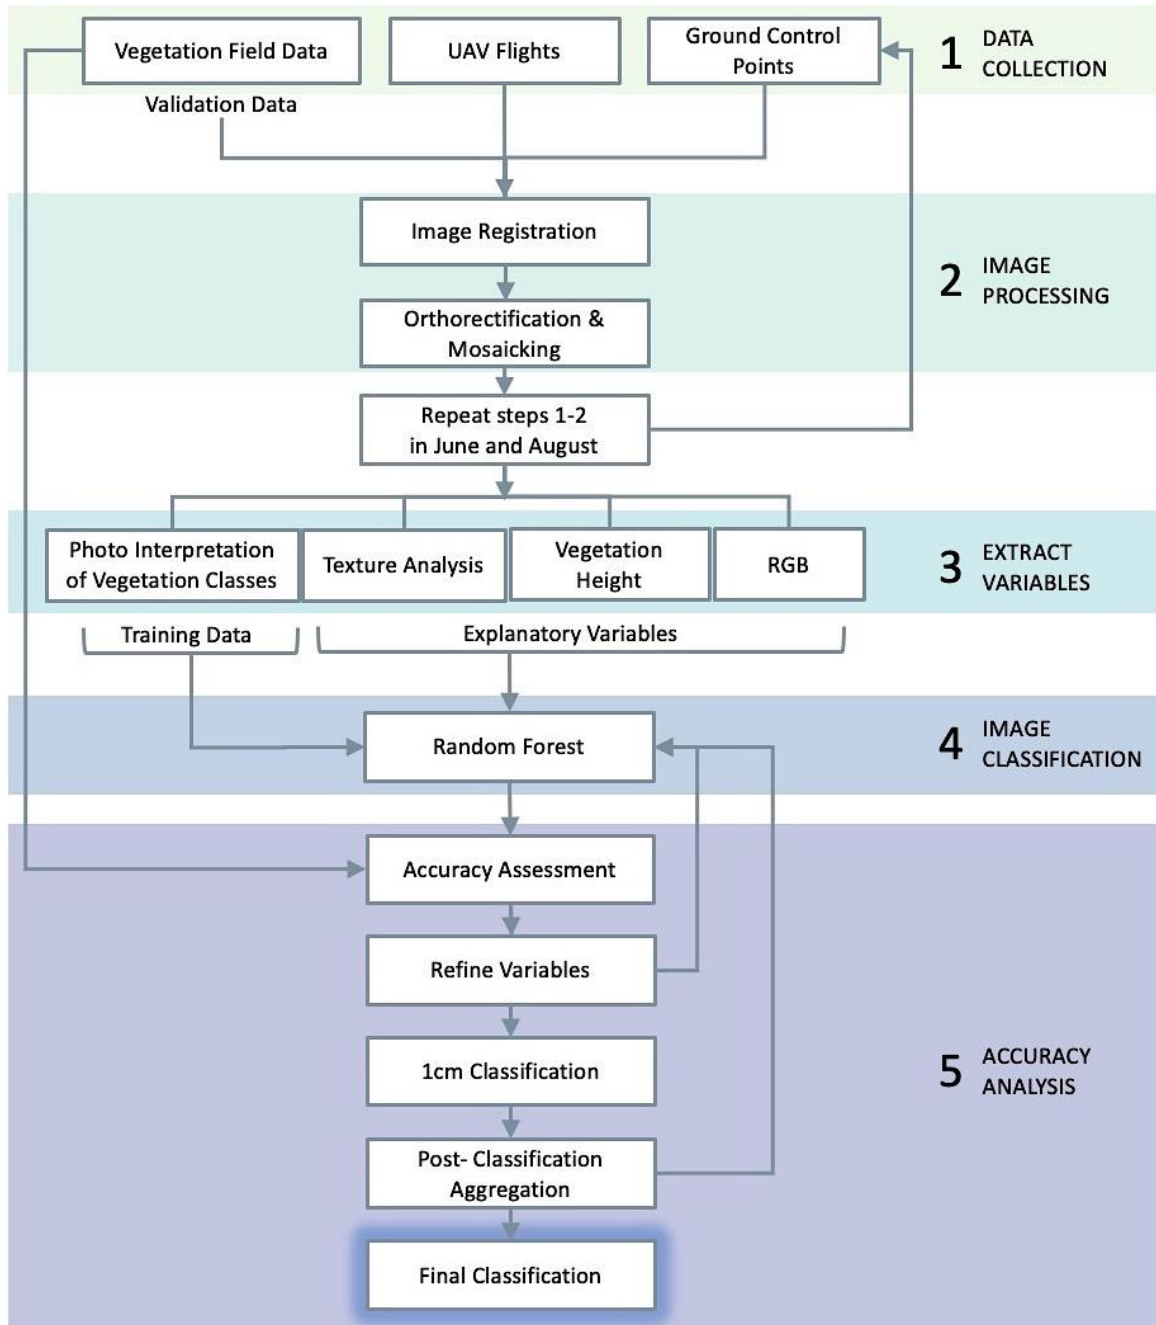 Vegetation Field Data
UAV Flights
Ground Control
Points
1
DATA
COLLECTION
Validation Data
Image Registration
2
IMAGE
PROCESSING
Orthorectification &
Mosaicking
Repeat steps 1-2
in June and August
Photo Interpretation
of Vegetation Classes
Texture Analysis
Vegetation
Height
RGB
3
EXTRACT
VARIABLES
Training Data
Explanatory Variables
Random Forest
4
IMAGE
CLASSIFICATION
Accuracy Assessment
Refine Variables
1cm Classification
5
ACCURACY
ANALYSIS
Post- Classification
Aggregation
Final Classification